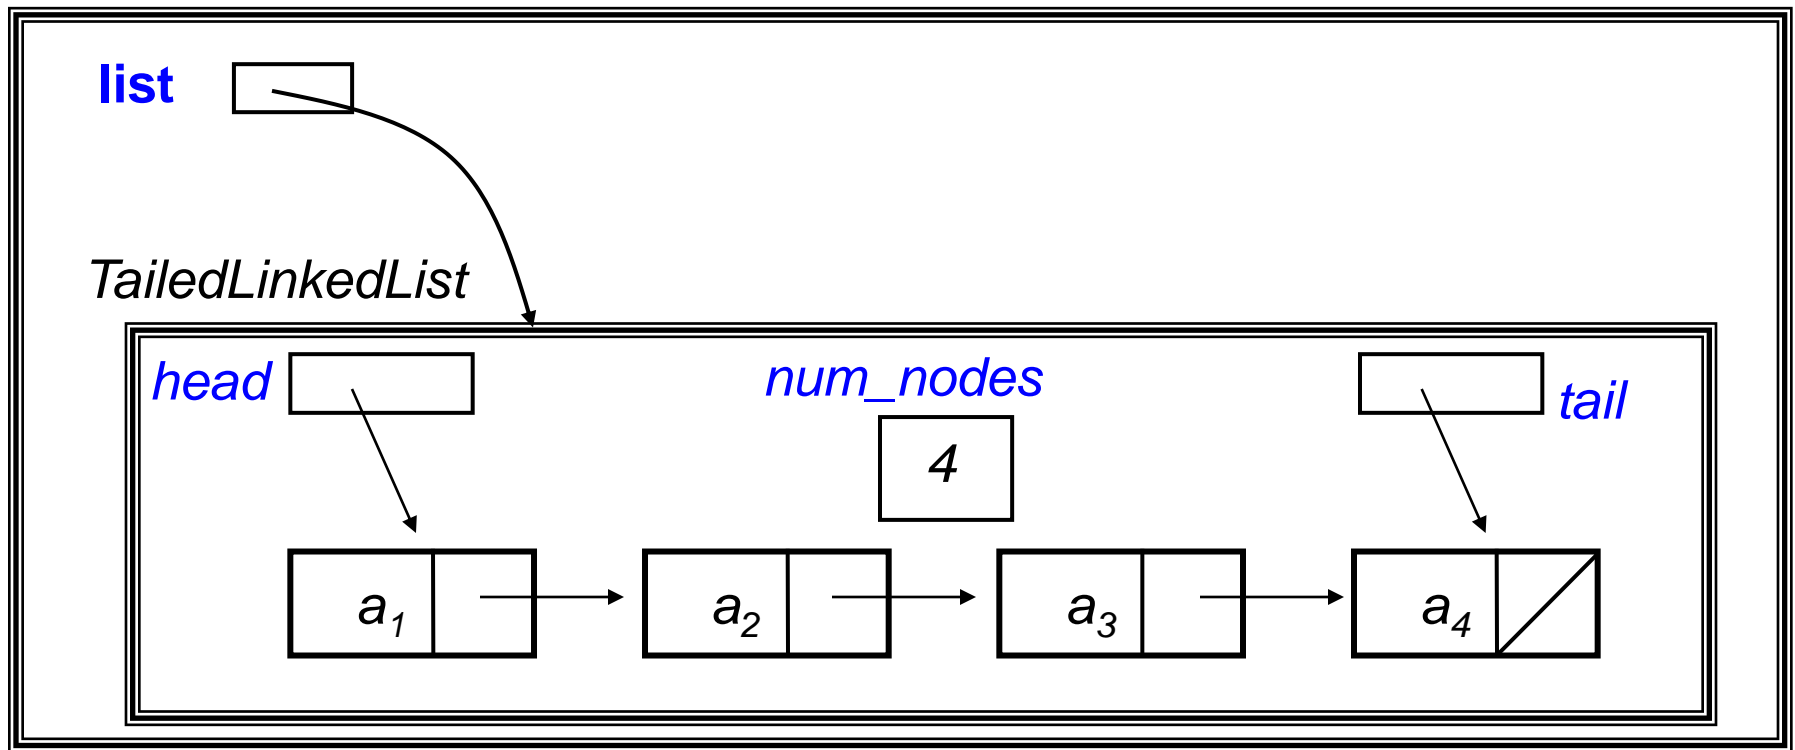 list
TailedLinkedList
head
num_nodes
tail
4
a₁ a₂ a₃ a₄